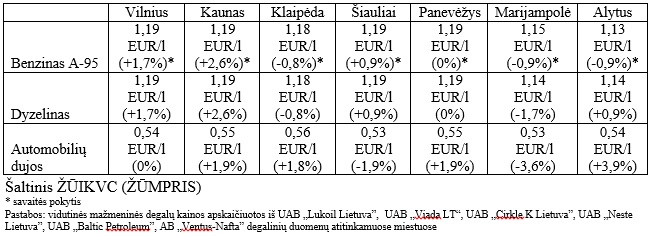 Vilnius Kaunas Klaipėda Šiauliai Panevėžys Marijampolė Alytus
1,19 1,19 1,18 1,19 1,19 1,15 1,13
EUR/l EUR/l EUR/l EUR/l EUR/l EUR/l EUR/l
Benzinas A-95 (+1,7%)* (+2,6%)* (-0,8%)* (+0,9%)* (0%)* (-0,9%)* (-0,9%)*
1,19 1,19 1,18 1,19 1,19 1,14 1,14
EUR/l EUR/l EUR/l EUR/l EUR/l EUR/l EUR/l
Dyzelinas (+1,7%) (+2,6%) (-0,8%) (+0,9%) (0%) (-1,7%) (+0,9%)
0,54 0,55 0,56 0,53 0,55 0,53 0,54
Automobilių EUR/l EUR/l EUR/l EUR/l EUR/l EUR/l EUR/l
dujos (0%) (+1,9%) (+1,8%) (-1,9%) (+1,9%) (-3,6%) (+3,9%)
Šaltinis ŽŪIKVC (ŽŪMPRIS)
* savaitės pokytis
Pastabos: vidutinės mažmeninės degalų kainos apskaičiuotos iš UAB „Lukoil Lietuva”, UAB „Viada LT“, UAB „Cirkle K Lietuva”, UAB „Neste
Lietuva”, UAB „Baltic Petroleum”, AB „Ventus-Nafta” degalinių duomenų atitinkamuose miestuose